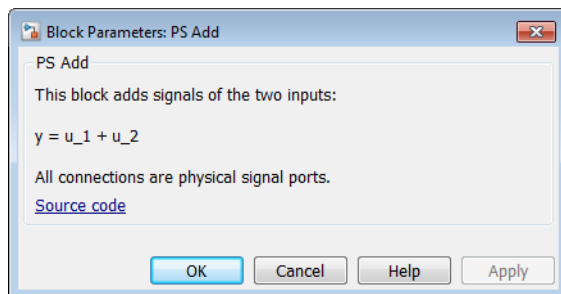 Block Parameters: PS Add
PS Add
This block adds signals of the two inputs:
y = u_1 + u_2
All connections are physical signal ports.
Source code
OK Cancel Help Apply